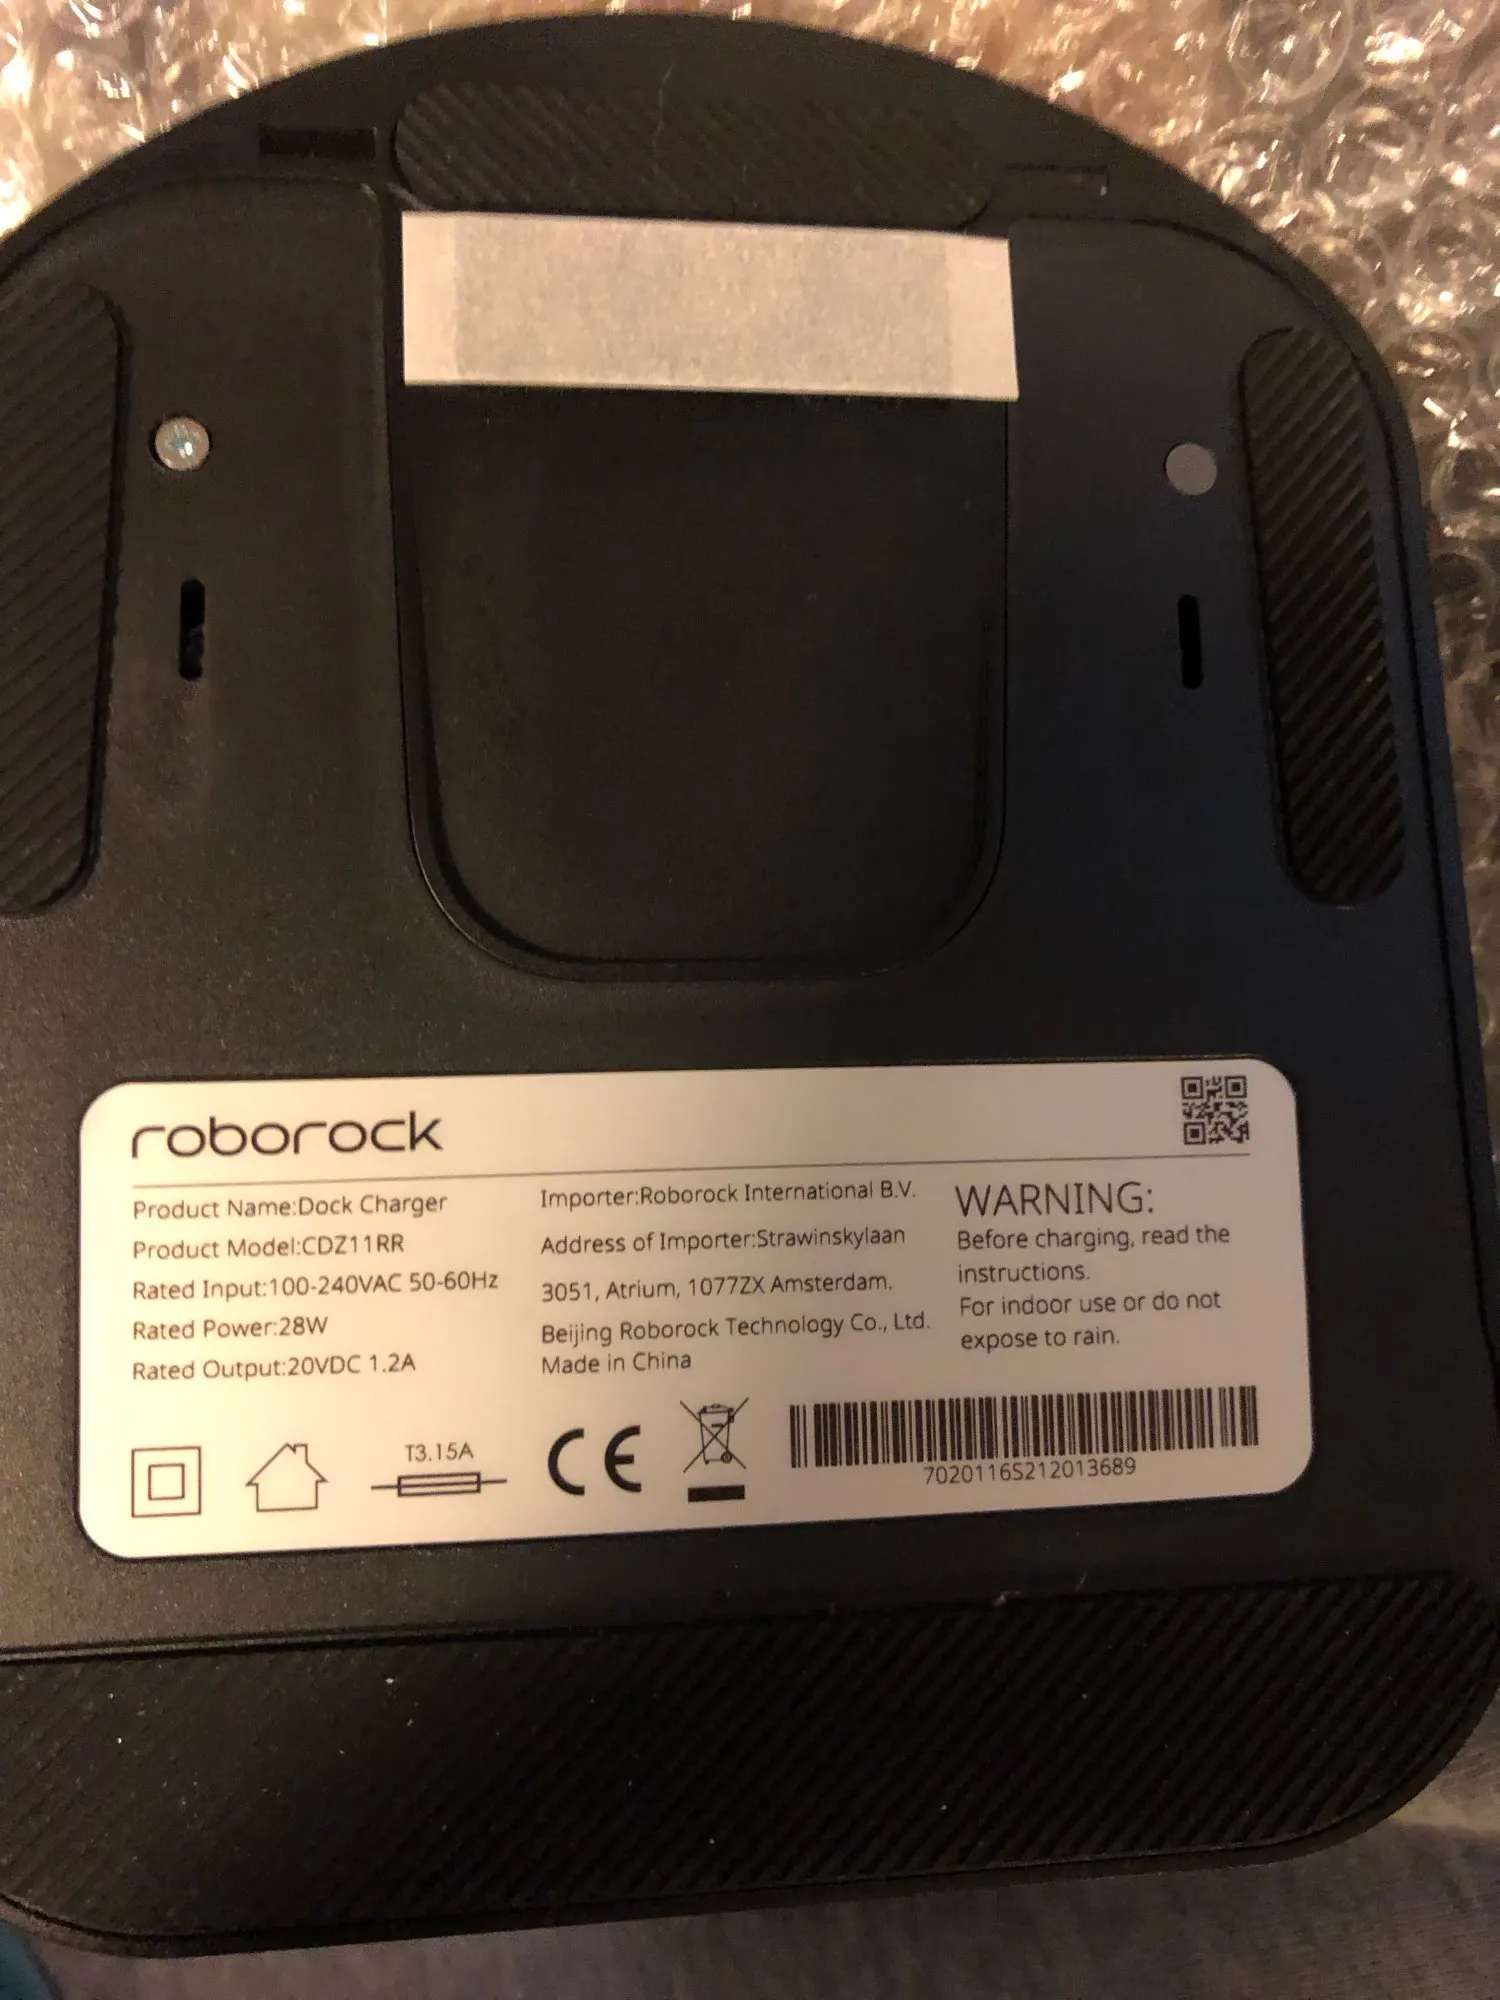 roborock
Product Name:Dock Charger
Product Model:CDZ11RR
Rated Input:100-240VAC 50-60Hz
Rated Power:28W
Rated Output:20VDC 1.2A
Importer:Roborock International B.V.
Address of Importer:Strawinskylaan
3051, Atrium, 1077ZX Amsterdam.
Beijing Roborock Technology Co., Ltd.
Made in China
WARNING:
Before charging, read the
instructions.
For indoor use or do not
expose to rain.
T3.15A
CE
7020116S212013689